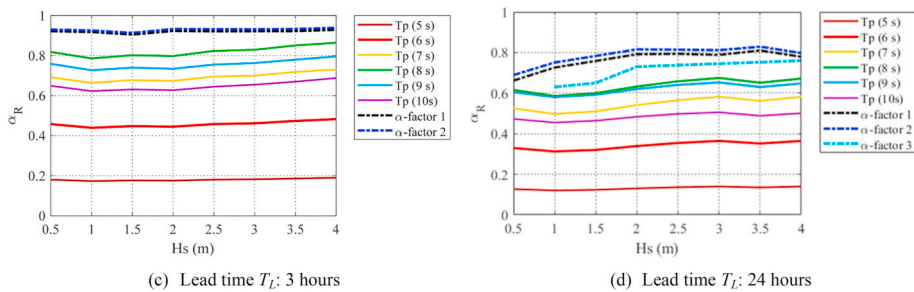 (c)
1
0.8
0.6
0.4
0.2
0
α_R
0.5 1 1.5 2 2.5 3 3.5 4
Hs (m)
Tp (5 s)
Tp (6 s)
Tp (7 s)
Tp (8 s)
Tp (9 s)
Tp (10s)
α-factor 1
α-factor 2
(c) Lead time T_L: 3 hours
1
0.8
0.6
0.4
0.2
0
α_R
0.5 1 1.5 2 2.5 3 3.5 4
Hs (m)
Tp (5 s)
Tp (6 s)
Tp (7 s)
Tp (8 s)
Tp (9 s)
Tp (10s)
α-factor 1
α-factor 2
α-factor 3
(d) Lead time T_L: 24 hours